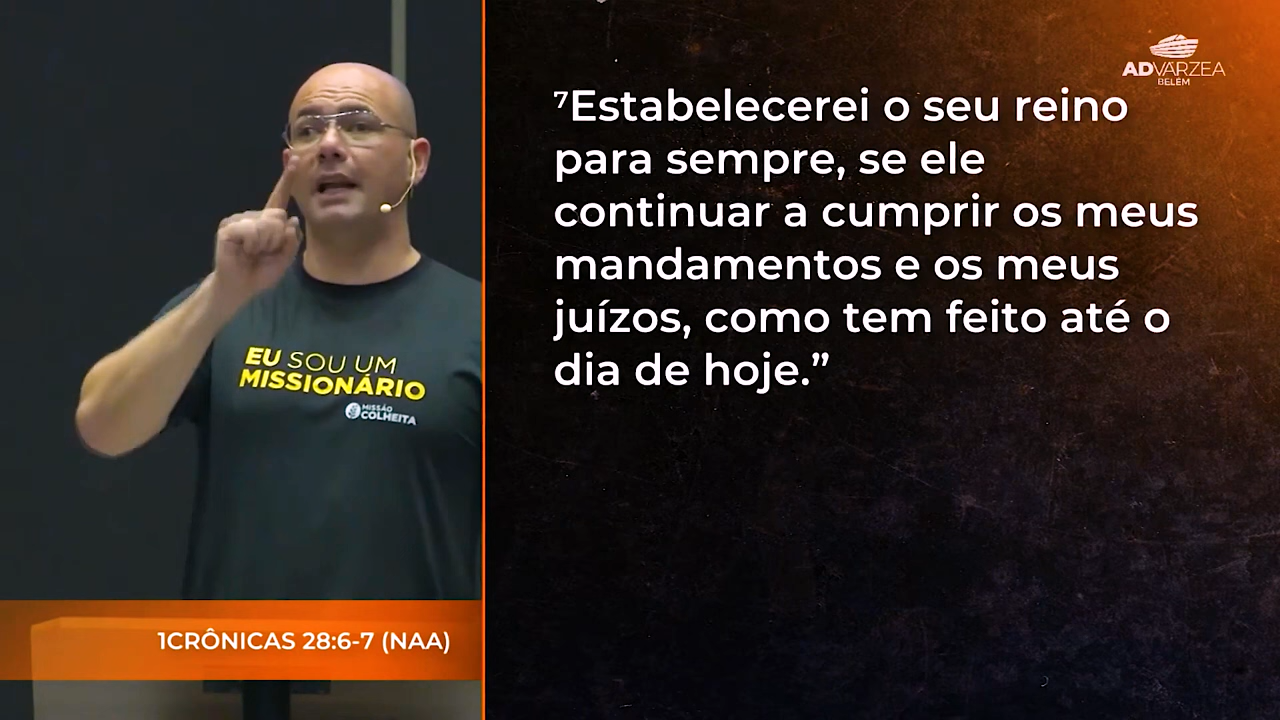 EU SOU UM
MISSIONÁRIO
MISSÃO
COLHEITA
1CRÔNICAS 28:6-7 (NAA)
ADVÁRZEA
BELÉM
⁷Estabelecerei o seu reino
para sempre, se ele
continuar a cumprir os meus
mandamentos e os meus
juízos, como tem feito até o
dia de hoje.”